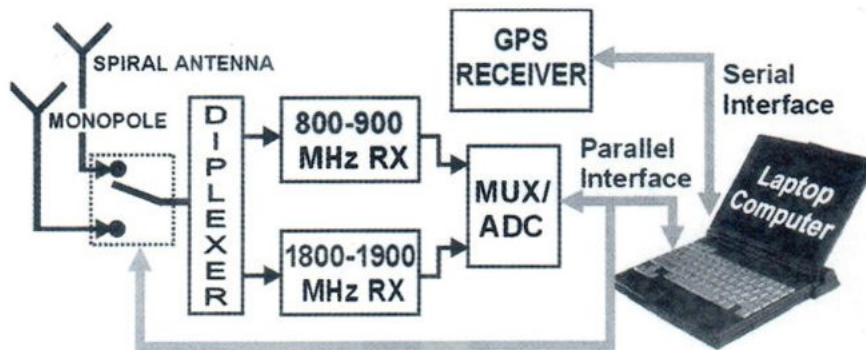 SPIRAL ANTENNA
MONOPOLE
DIPLEXER
800-900
MHz RX
1800-1900
MHz RX
MUX/
ADC
GPS
RECEIVER
Serial
Interface
Parallel
Interface
Laptop
Computer